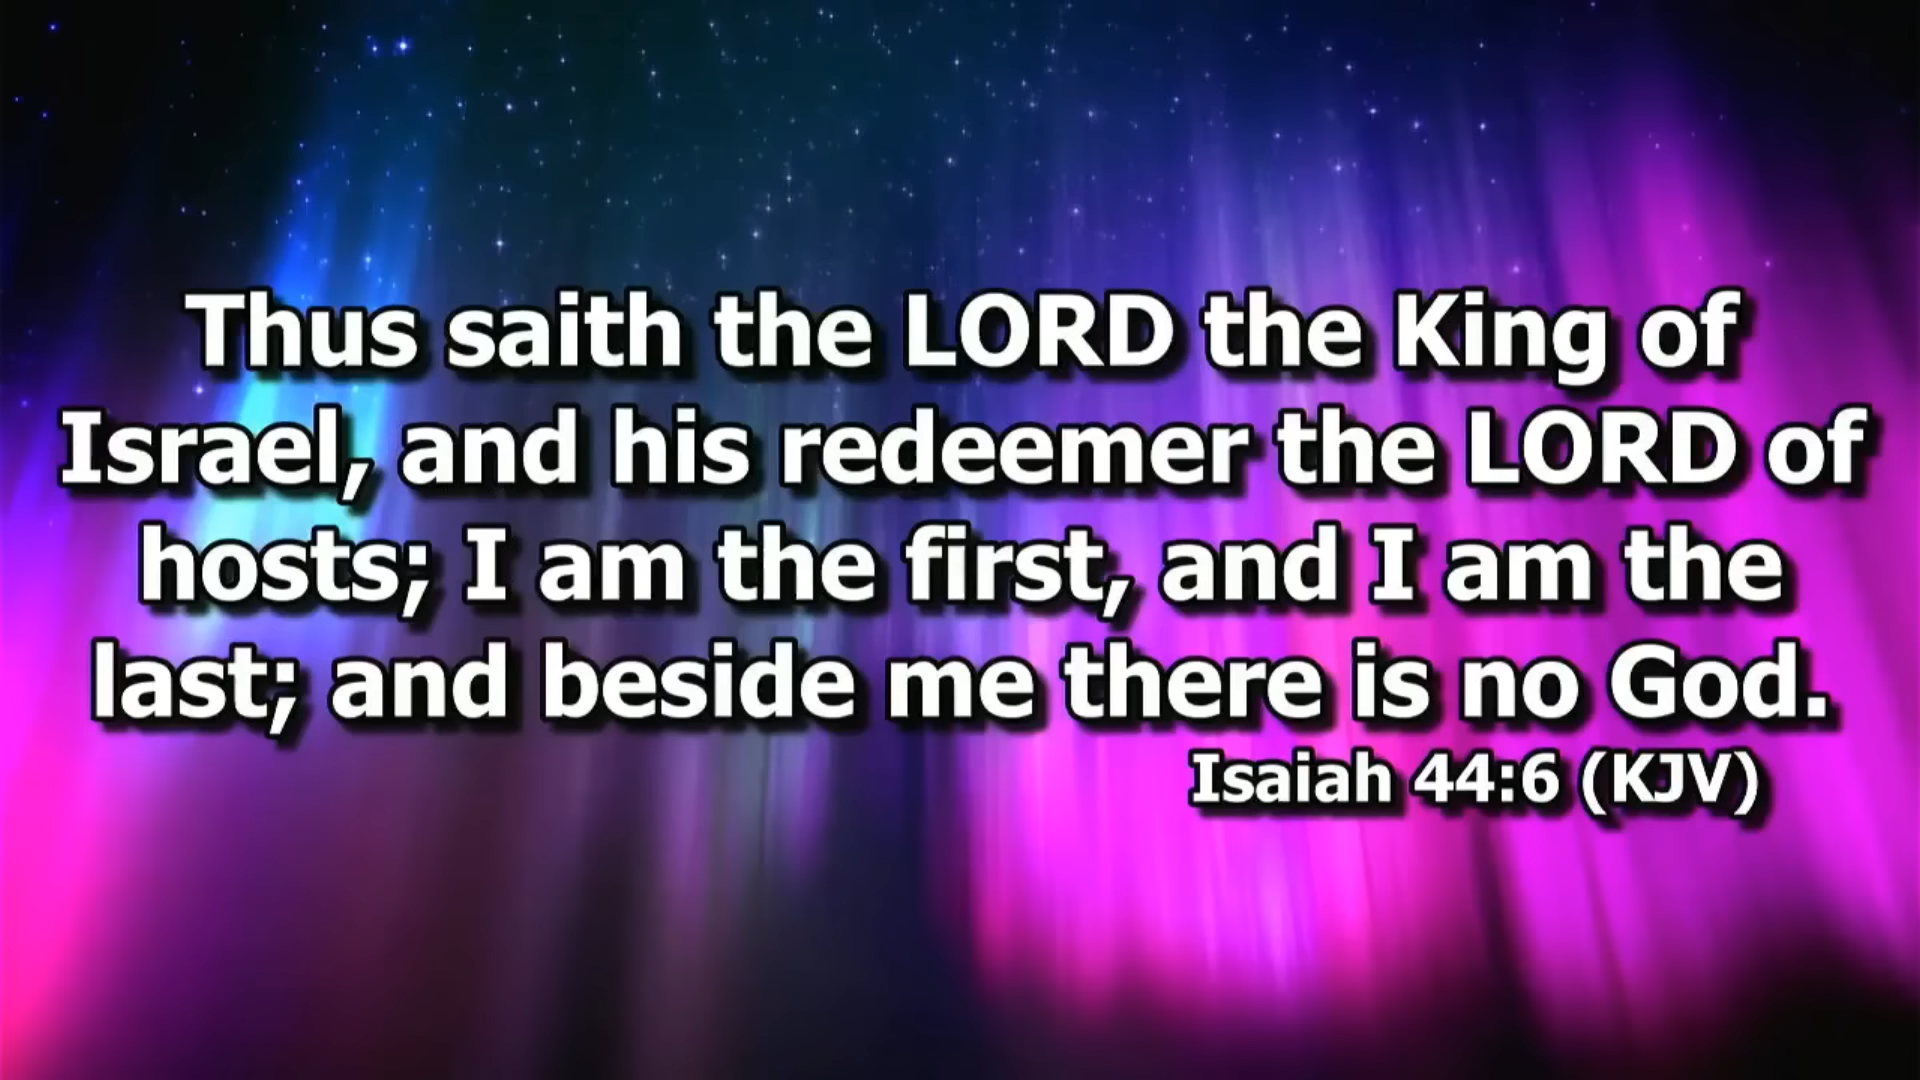 Thus saith the LORD the King of
Israel, and his redeemer the LORD of
hosts; I am the first, and I am the
last; and beside me there is no God.
Isaiah 44:6 (KJV)